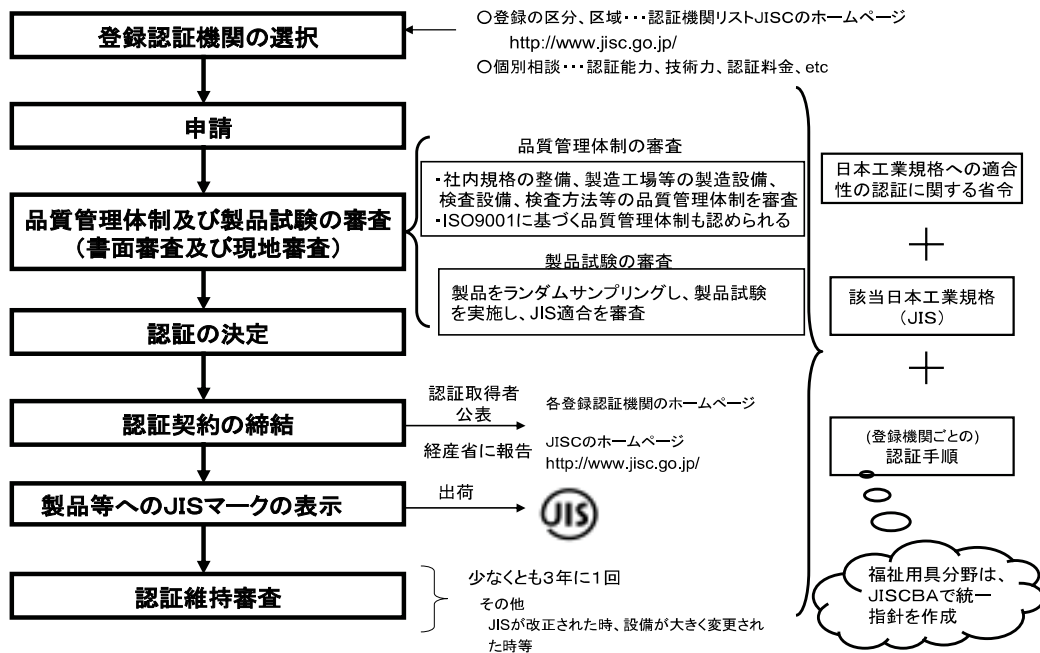 ○登録の区分、区域・・・認証機関リストJISCのホームページ
http://www.jisc.go.jp/
○個別相談・・・認証能力、技術力、認証料金、etc
登録認証機関の選択
申請
品質管理体制及び製品試験の審査
（書面審査及び現地審査）
品質管理体制の審査
・社内規格の整備、製造工場等の製造設備、
検査設備、検査方法等の品質管理体制を審査
・ISO9001に基づく品質管理体制も認められる
製品試験の審査
製品をランダムサンプリングし、製品試験
を実施し、JIS適合を審査
認証の決定
認証契約の締結
認証取得者
公表
各登録認証機関のホームページ
経産省に報告
JISCのホームページ
http://www.jisc.go.jp/
製品等へのJISマークの表示
出荷
JIS
認証維持審査
少なくとも３年に１回
その他
JISが改正された時、設備が大きく変更され
た時等
日本工業規格への適合
性の認証に関する省令
＋
該当日本工業規格
（JIS）
＋
(登録機関ごとの)
認証手順
福祉用具分野は、
JISCBAで統一
指針を作成